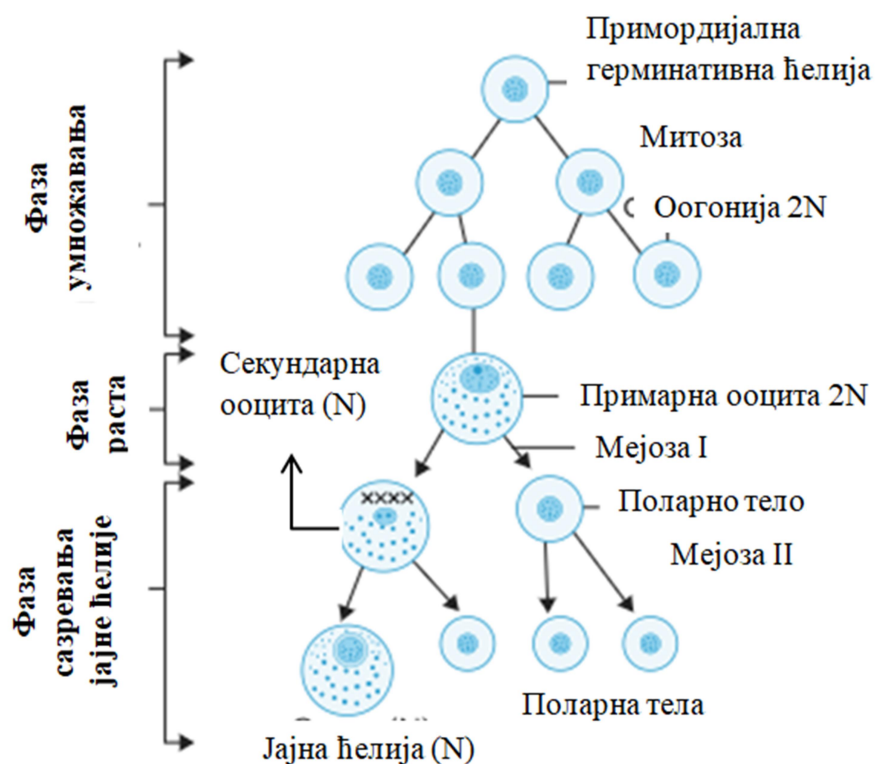 Примордијална
герминативна ћелија
Митоза
Оогонија 2N
Фаза
умножавања
Секундарна
ооцита (N)
Примарна ооцита 2N
Фаза
раста
Мејоза I
xxxx
Поларно тело
Мејоза II
Фаза
сазревања
јајне ћелије
Поларна тела
Јајна ћелија (N)